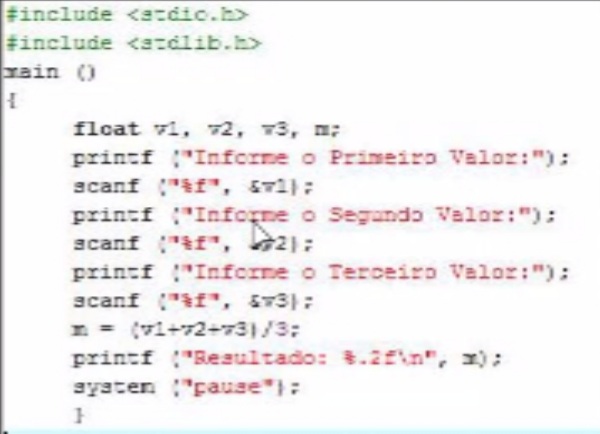 #include <stdio.h>
#include <stdlib.h>
main ()
{
float v1, v2, v3, m;
printf ("Informe o Primeiro Valor:");
scanf ("%f", &v1);
printf ("Informe o Segundo Valor:");
scanf ("%f", &v2);
printf ("Informe o Terceiro Valor:");
scanf ("%f", &v3);
m = (v1+v2+v3)/3;
printf ("Resultado: %.2f\n", m);
system ("pause");
}